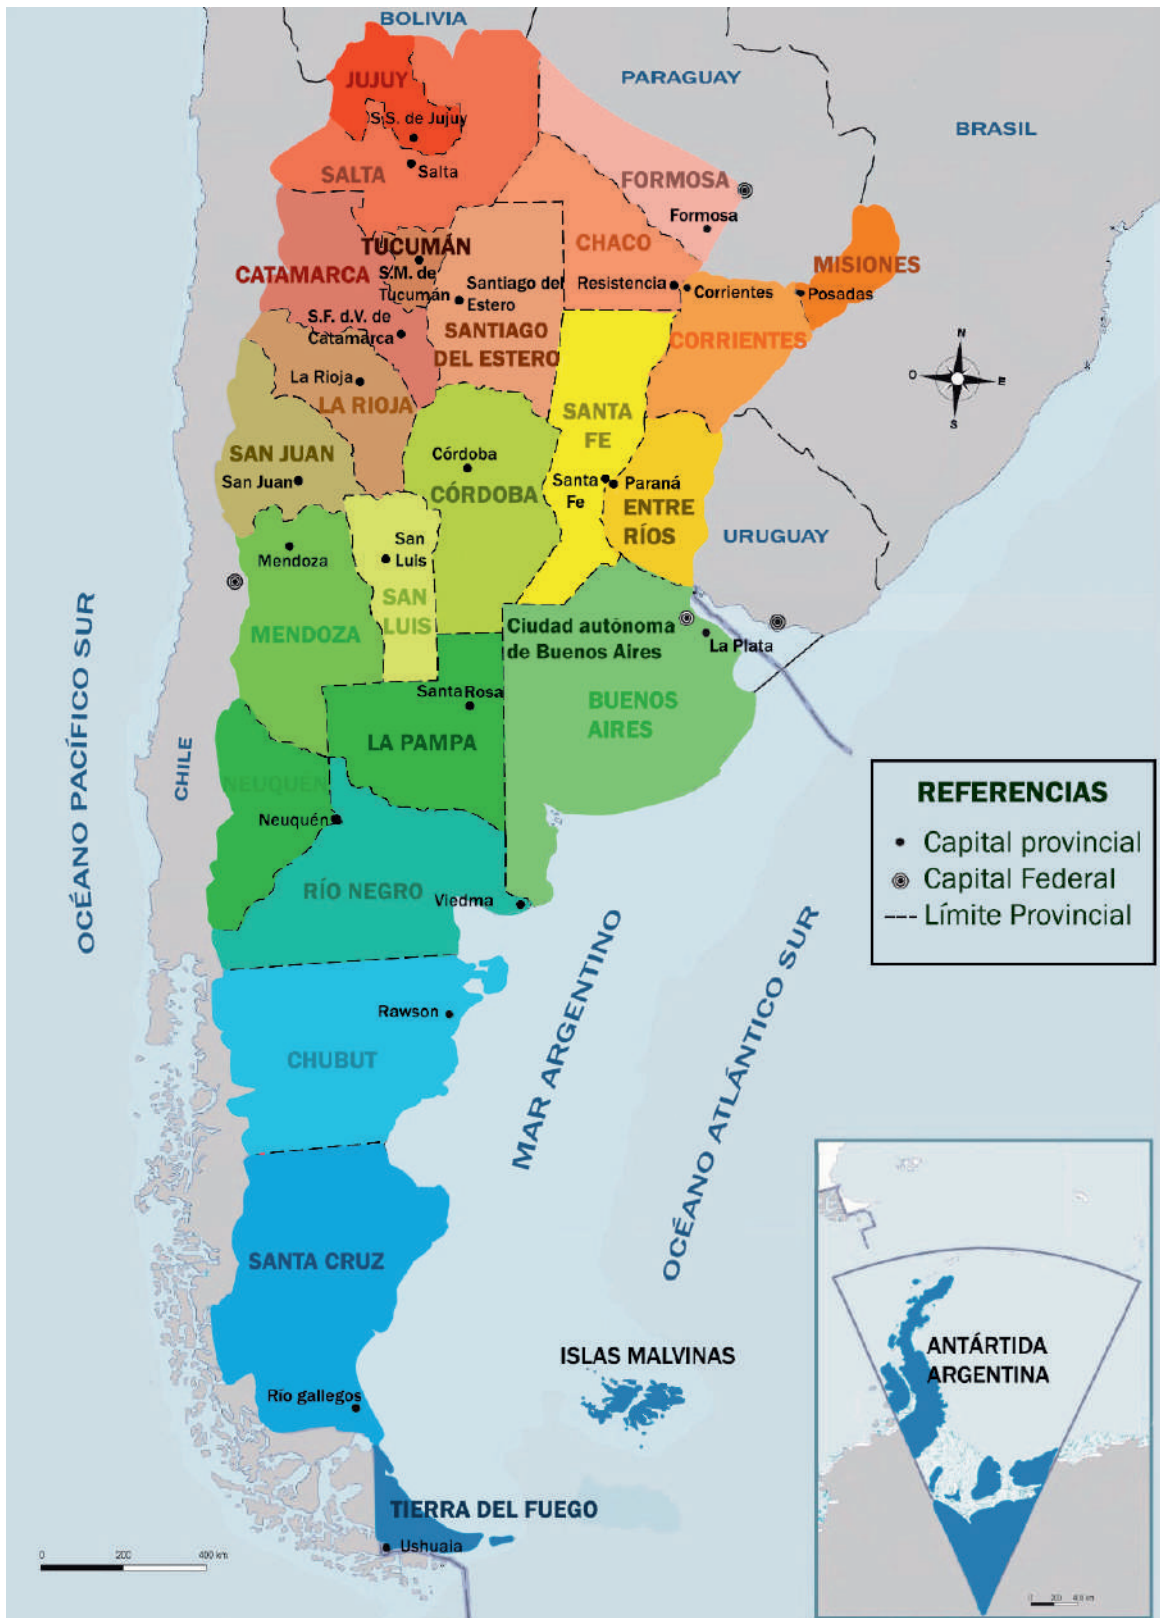 BOLIVIA
PARAGUAY
BRASIL
JUJUY
S.S. de Jujuy
SALTA
Salta
FORMOSA
Formosa
CHACO
TUCUMÁN
S.M. de
Tucumán
CATAMARCA
S.F. d.V. de
Catamarca
Santiago del
Estero
SANTIAGO
DEL ESTERO
Resistencia
Corrientes
CORRIENTES
MISIONES
Posadas
N
O
E
S
La Rioja
LA RIOJA
SAN JUAN
San Juan
Córdoba
CÓRDOBA
SANTA
FE
Santa
Fe
Paraná
ENTRE
RÍOS
URUGUAY
Mendoza
MENDOZA
San
Luis
SAN
LUIS
Ciudad autònoma
de Buenos Aires
La Plata
BUENOS
AIRES
Santa Rosa
LA PAMPA
NEUQUÉN
Neuquén
RÍO NEGRO
Viedma
CHILE
OCÉANO PACÍFICO SUR
REFERENCIAS
Capital provincial
Capital Federal
Límite Provincial
Rawson
CHUBUT
MAR ARGENTINO
OCÉANO ATLÁNTICO SUR
SANTA CRUZ
Río gallegos
ISLAS MALVINAS
TIERRA DEL FUEGO
Ushuaia
ANTÁRTIDA
ARGENTINA
0 200 400 km
0 200 400 km